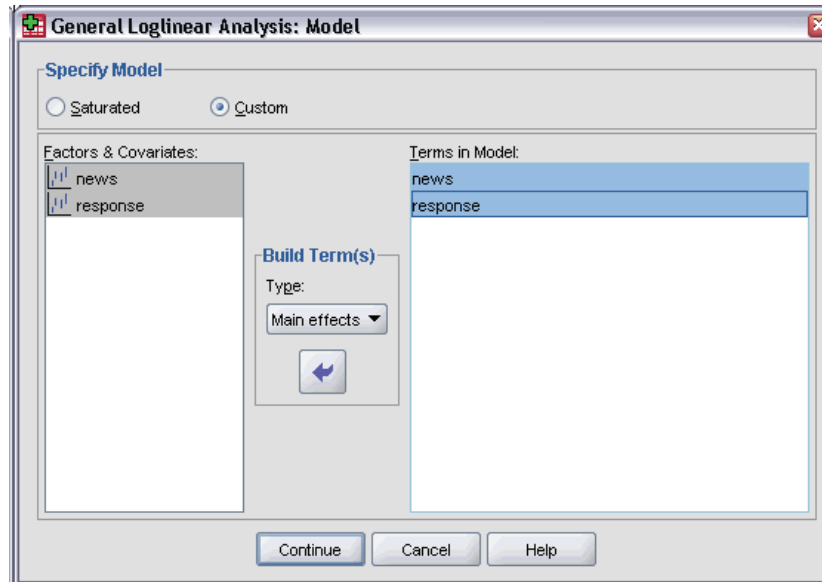 General Loglinear Analysis: Model
Specify Model
Saturated Custom
Factors & Covariates:
news
response
Build Term(s)
Type:
Main effects
Terms in Model:
news
response
Continue Cancel Help